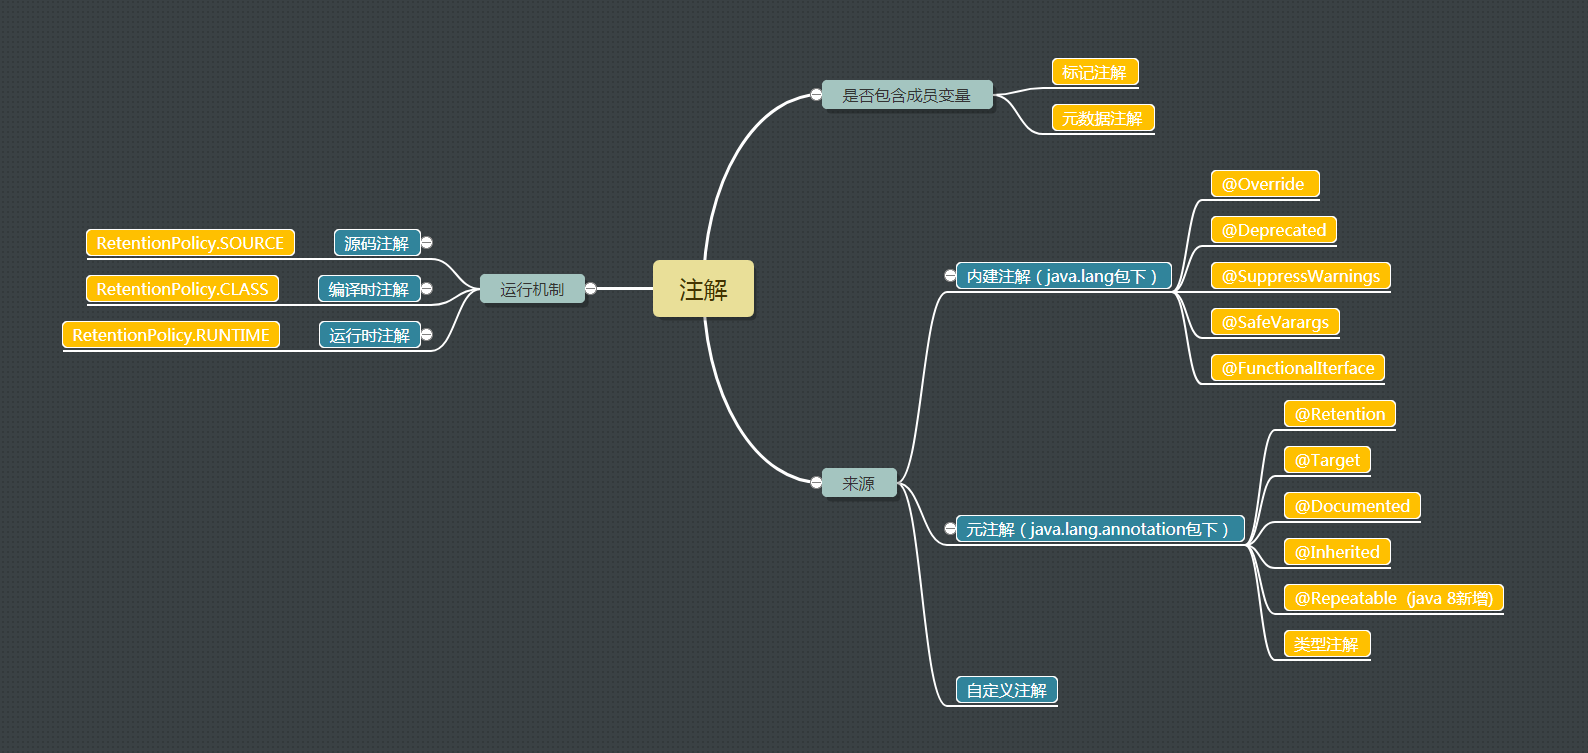 注解
是否包含成员变量
标记注解
元数据注解
来源
内建注解（java.lang包下）
@Override
@Deprecated
@SuppressWarnings
@SafeVarargs
@FunctionalIterface
元注解（java.lang.annotation包下）
@Retention
@Target
@Documented
@Inherited
@Repeatable (java 8新增)
类型注解
自定义注解
运行机制
源码注解
RetentionPolicy.SOURCE
编译时注解
RetentionPolicy.CLASS
运行时注解
RetentionPolicy.RUNTIME